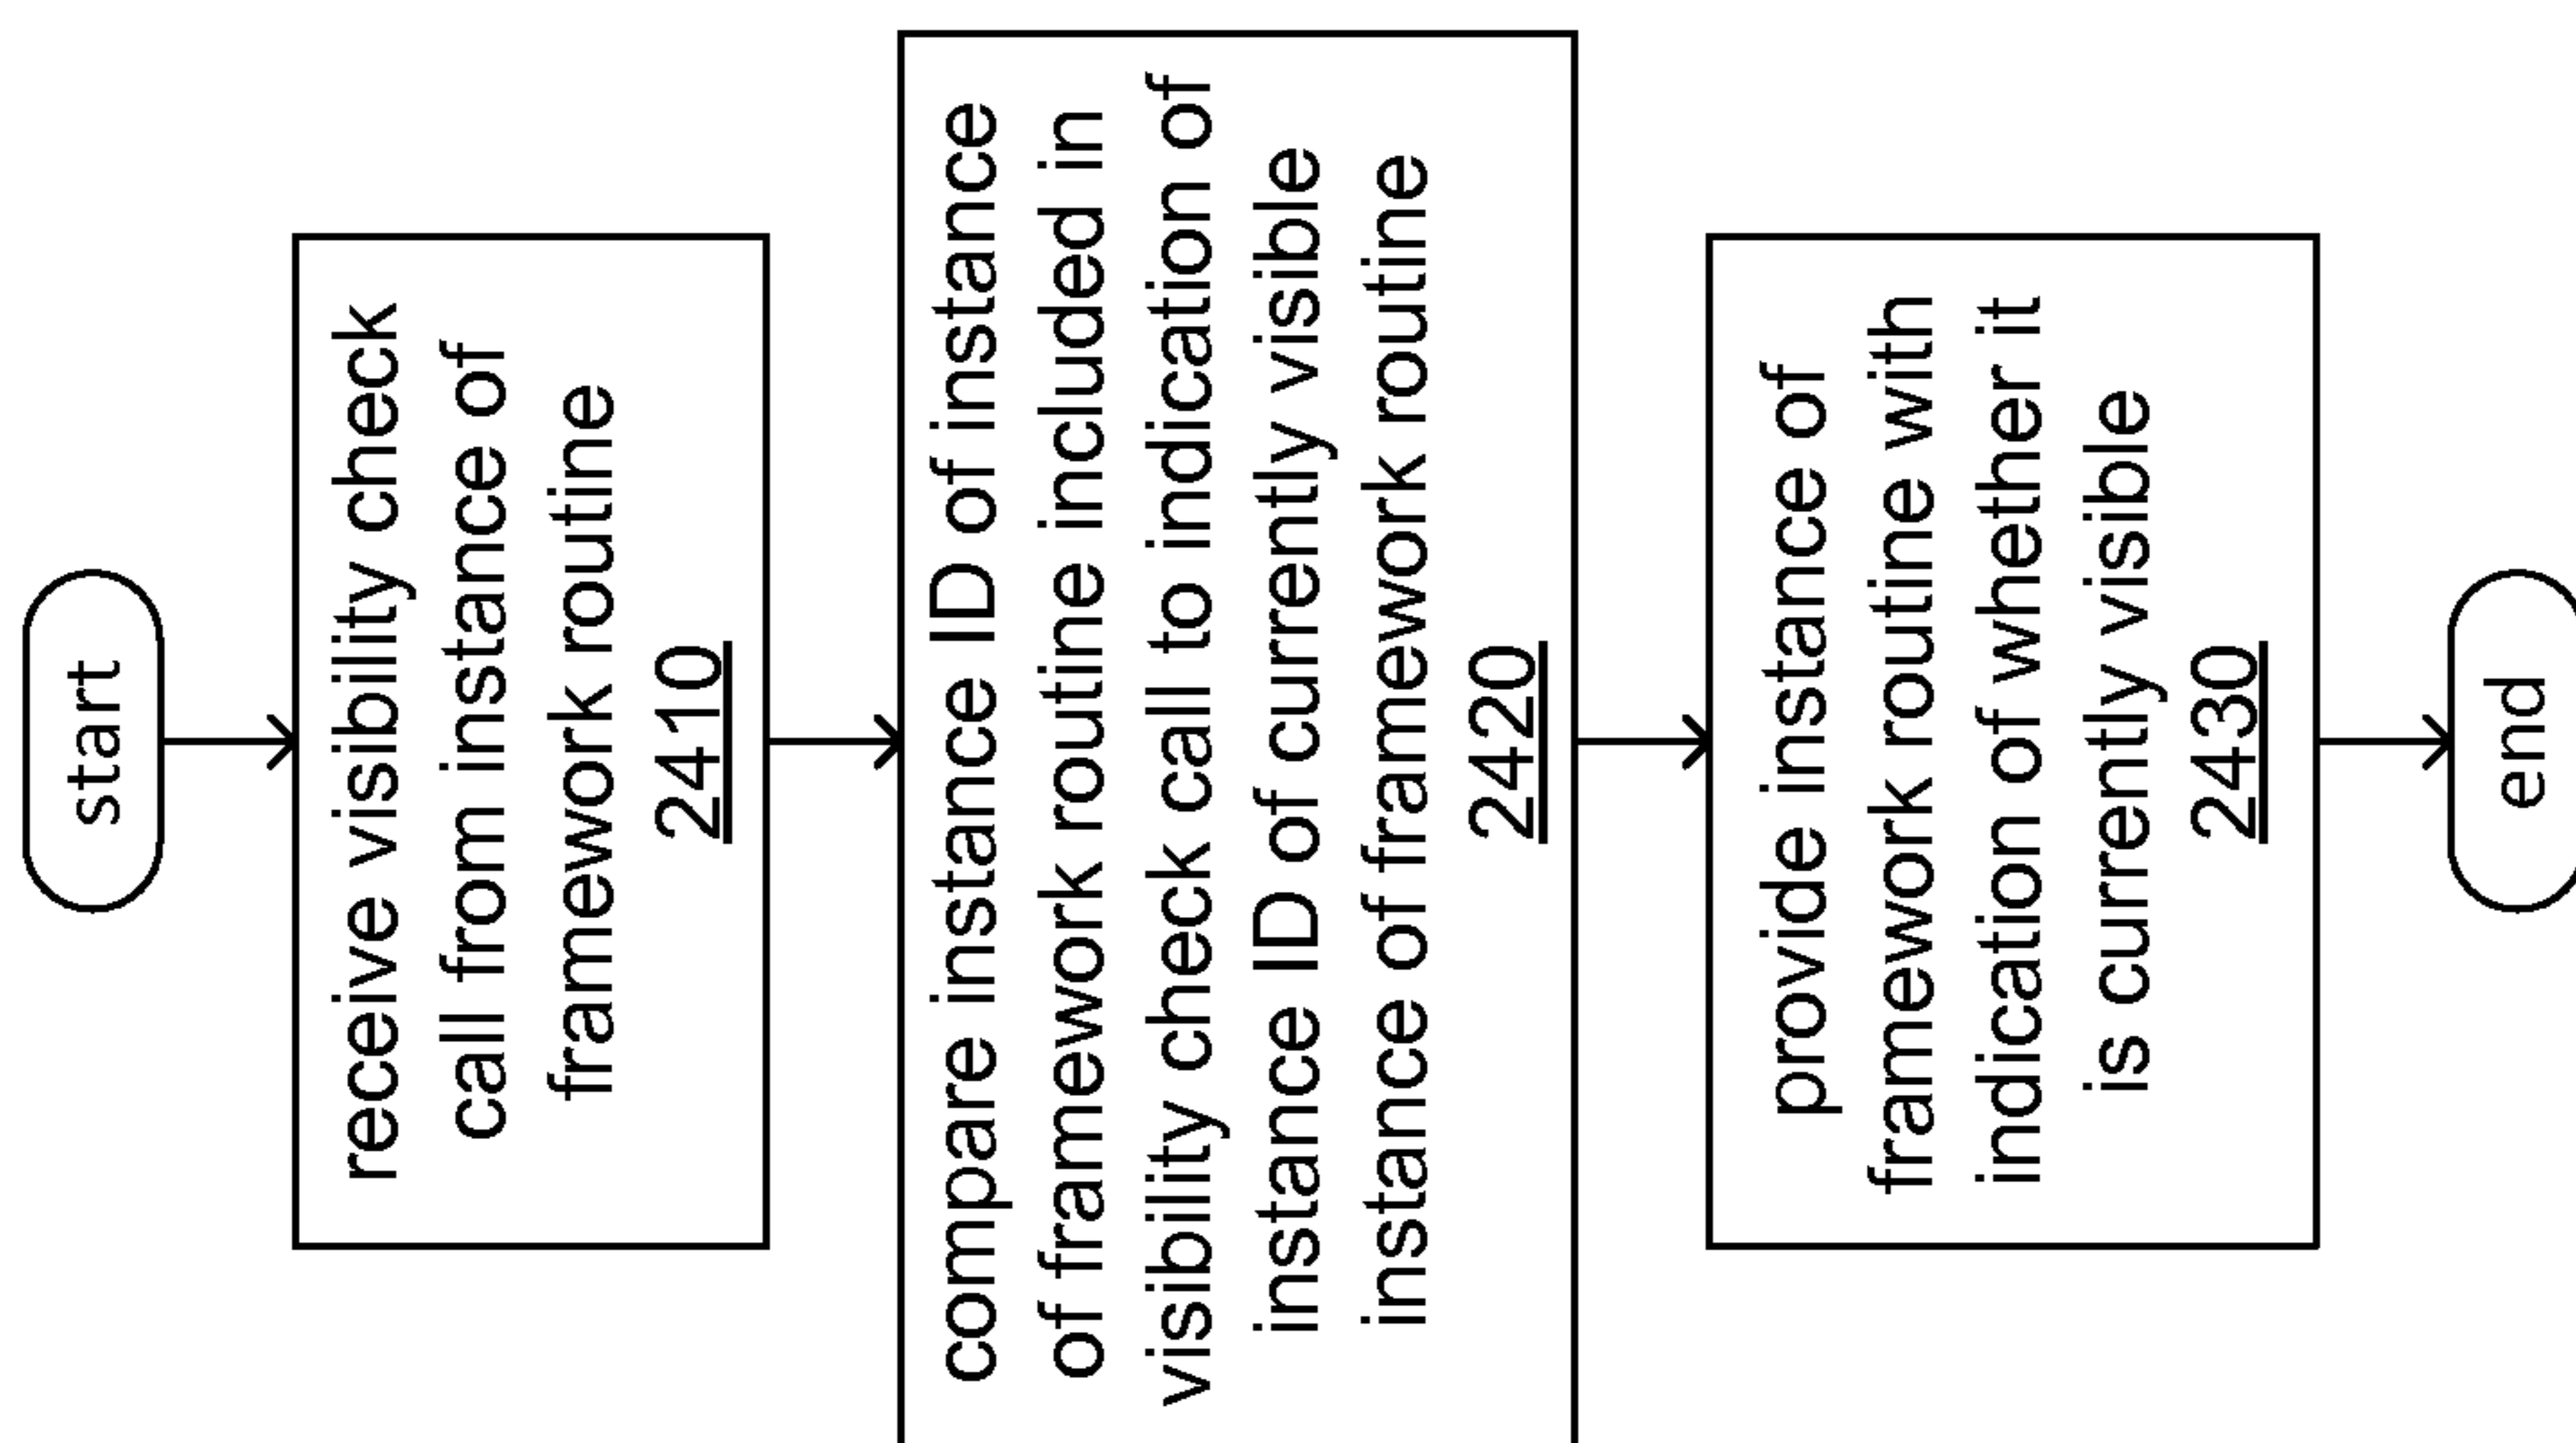 start
receive visibility check
call from instance of
framework routine
2410
compare instance ID of instance
of framework routine included in
visibility check call to indication of
instance ID of currently visible
instance of framework routine
2420
provide instance of
framework routine with
indication of whether it
is currently visible
2430
end